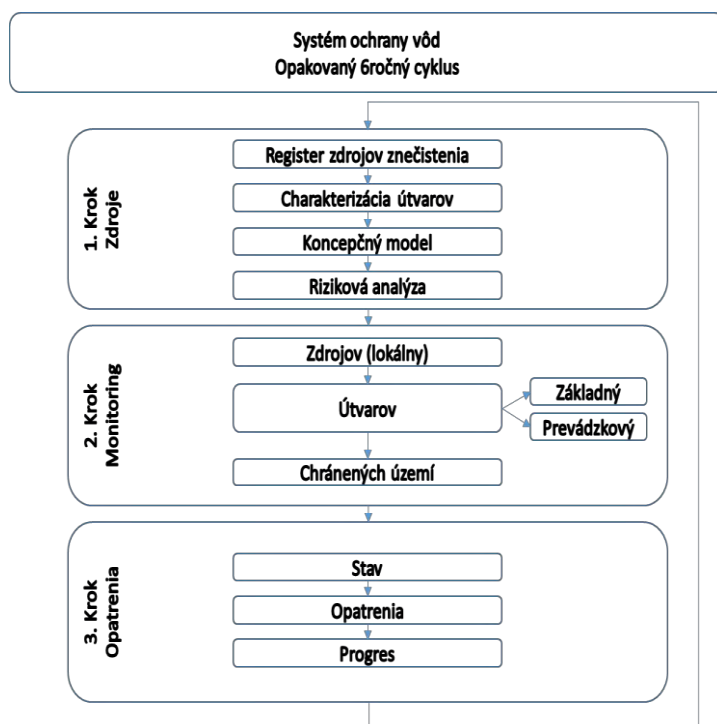 Systém ochrany vôd
Opakovaný 6ročný cyklus
1. Krok
Zdroje
Register zdrojov znečistenia
Charakterizácia útvarov
Koncepčný model
Riziková analýza
2. Krok
Monitoring
Zdrojov (lokálny)
Útvarov
Základný
Prevádzkový
Chránených území
3. Krok
Opatrenia
Stav
Opatrenia
Progres